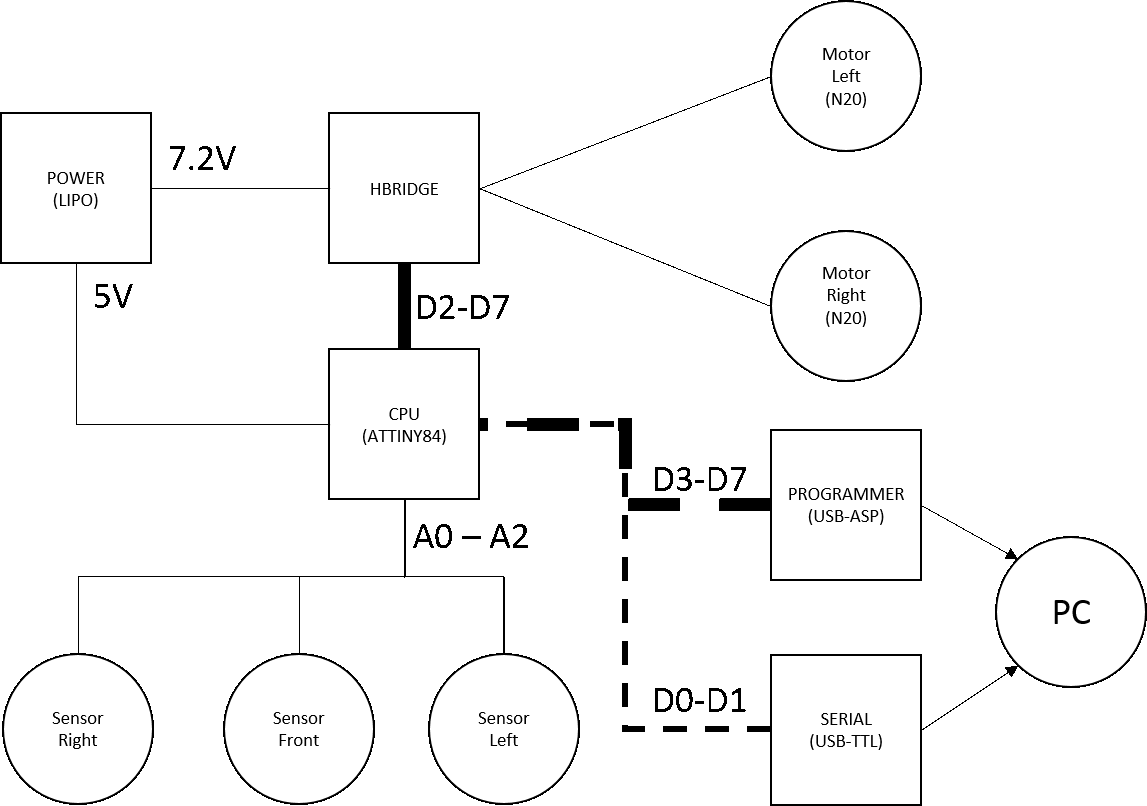 Motor
Left
(N20)
7.2V
POWER
(LIPO)
HBRIDGE
Motor
Right
(N20)
5V
D2-D7
CPU
(ATTINY84)
D3-D7
PROGRAMMER
(USB-ASP)
A0 – A2
PC
D0-D1
SERIAL
(USB-TTL)
Sensor
Right
Sensor
Front
Sensor
Left